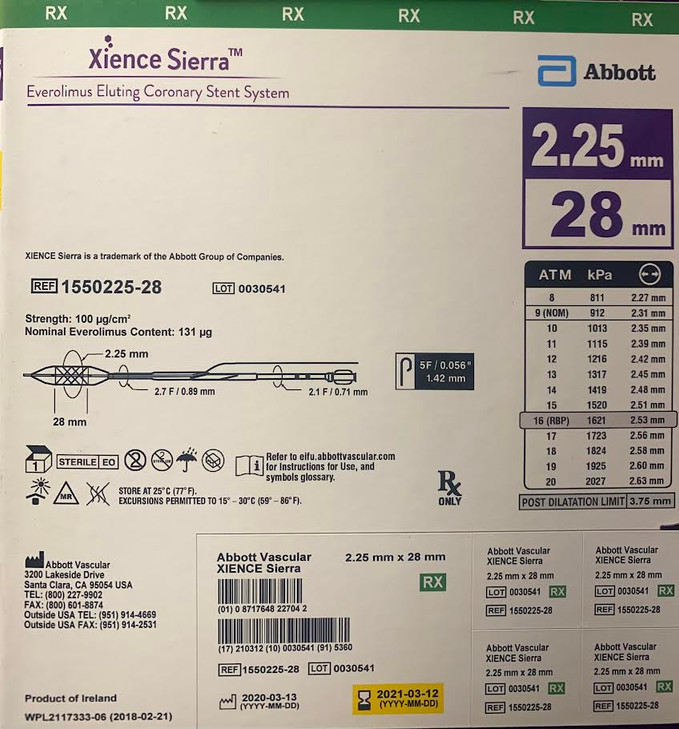 RX RX RX RX RX RX
Xience Sierra™
Everolimus Eluting Coronary Stent System
Abbott
2.25 mm
28 mm
XIENCE Sierra is a trademark of the Abbott Group of Companies.
REF 1550225-28 LOT 0030541
Strength: 100 µg/cm²
Nominal Everolimus Content: 131 µg
2.25 mm
2.7 F / 0.89 mm
2.1 F / 0.71 mm
28 mm
5F / 0.056"
1.42 mm
ATM kPa
8 811 2.27 mm
9 (NOM) 912 2.31 mm
10 1013 2.35 mm
11 1115 2.39 mm
12 1216 2.42 mm
13 1317 2.45 mm
14 1419 2.48 mm
15 1520 2.51 mm
16 (RBP) 1621 2.53 mm
17 1723 2.56 mm
18 1824 2.58 mm
19 1925 2.60 mm
20 2027 2.63 mm
POST DILATATION LIMIT 3.75 mm
1
STERILE EO
2
2
Refer to eifu.abbottvascular.com
for Instructions for Use, and
symbols glossary.
MR
STORE AT 25°C (77°F).
EXCURSIONS PERMITTED TO 15° - 30°C (59° - 86°F).
Rx
ONLY
Abbott Vascular
3200 Lakeside Drive
Santa Clara, CA 95054 USA
TEL: (800) 227-9902
FAX: (800) 601-8874
Outside USA TEL: (951) 914-4669
Outside USA FAX: (951) 914-2531
Product of Ireland
WPL2117333-06 (2018-02-21)
Abbott Vascular 2.25 mm x 28 mm
XIENCE Sierra
RX
(01) 0 8717648 22704 2
(17) 210312 (10) 0030541 (91) 5360
REF 1550225-28 LOT 0030541
2020-03-13
(YYYY-MM-DD)
2021-03-12
(YYYY-MM-DD)
Abbott Vascular
XIENCE Sierra
2.25 mm x 28 mm
LOT 0030541 RX
REF 1550225-28
Abbott Vascular
XIENCE Sierra
2.25 mm x 28 mm
LOT 0030541 RX
REF 1550225-28
Abbott Vascular
XIENCE Sierra
2.25 mm x 28 mm
LOT 0030541 RX
REF 1550225-28
Abbott Vascular
XIENCE Sierra
2.25 mm x 28 mm
LOT 0030541 RX
REF 1550225-28